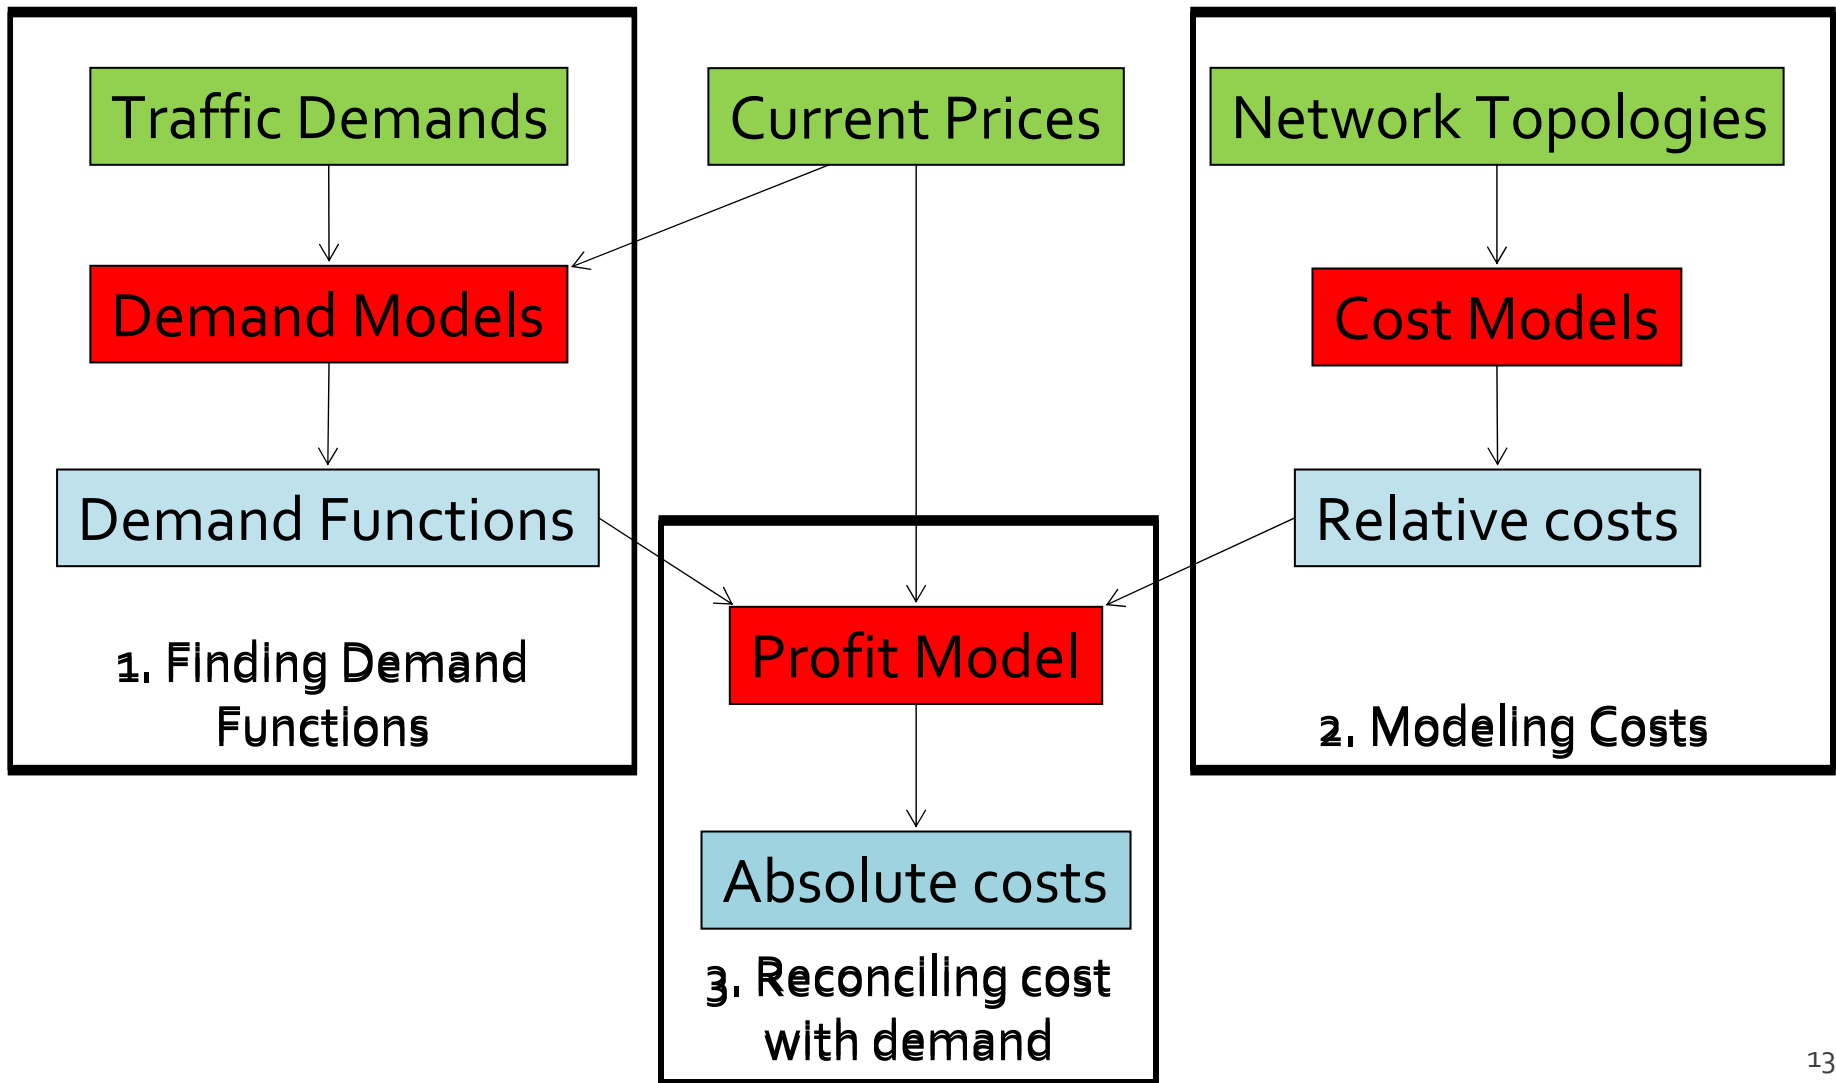 Traffic Demands
Current Prices
Network Topologies
Demand Models
Cost Models
Demand Functions
Relative costs
1. Finding Demand
Functions
Profit Model
2. Modeling Costs
Absolute costs
3. Reconciling cost
with demand
13